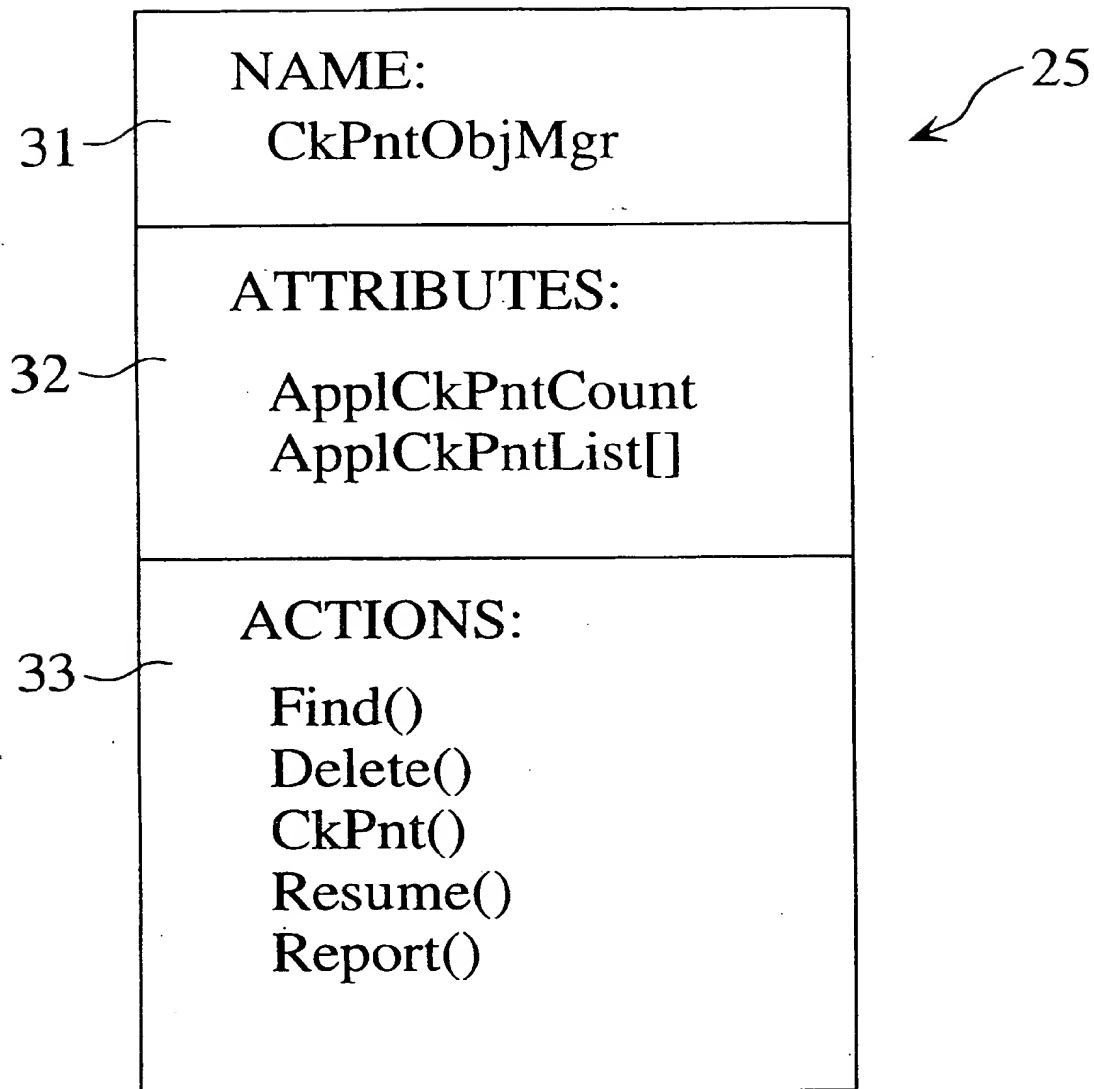 25
NAME:
31
CkPntObjMgr
ATTRIBUTES:
32
ApplCkPntCount
ApplCkPntList[]
ACTIONS:
33
Find()
Delete()
CkPnt()
Resume()
Report()